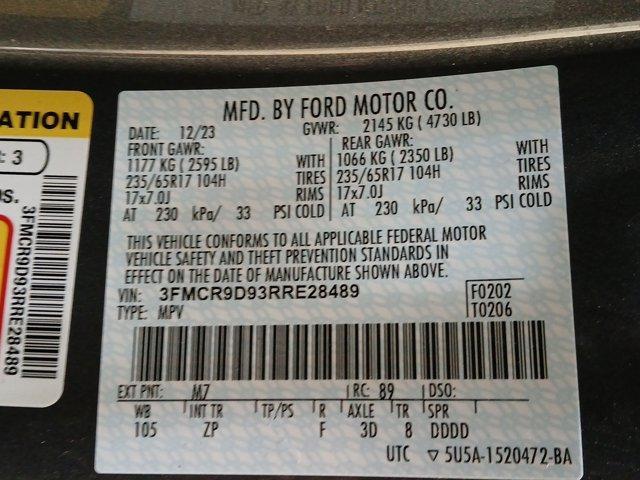 ATION
: 3
os.
3FMCR9D93RRE28489
MFD. BY FORD MOTOR CO.
DATE: 12/23 GVWR: 2145 KG ( 4730 LB)
FRONT GAWR: REAR GAWR:
1177 KG ( 2595 LB) WITH 1066 KG ( 2350 LB) WITH
235/65R17 104H TIRES 235/65R17 104H TIRES
17x7.0J RIMS 17x7.0J RIMS
AT 230 kPa/ 33 PSI COLD AT 230 kPa/ 33 PSI COLD
THIS VEHICLE CONFORMS TO ALL APPLICABLE FEDERAL MOTOR
VEHICLE SAFETY AND THEFT PREVENTION STANDARDS IN
EFFECT ON THE DATE OF MANUFACTURE SHOWN ABOVE.
VIN: 3FMCR9D93RRE28489 F0202
TYPE: MPV T0206
EXT PNT: M7 RC: 89 DSO:
WB INT TR TP/PS R AXLE TR SPR
105 ZP F 3D 8 DDDD
UTC ▽ 5U5A-1520472-BA